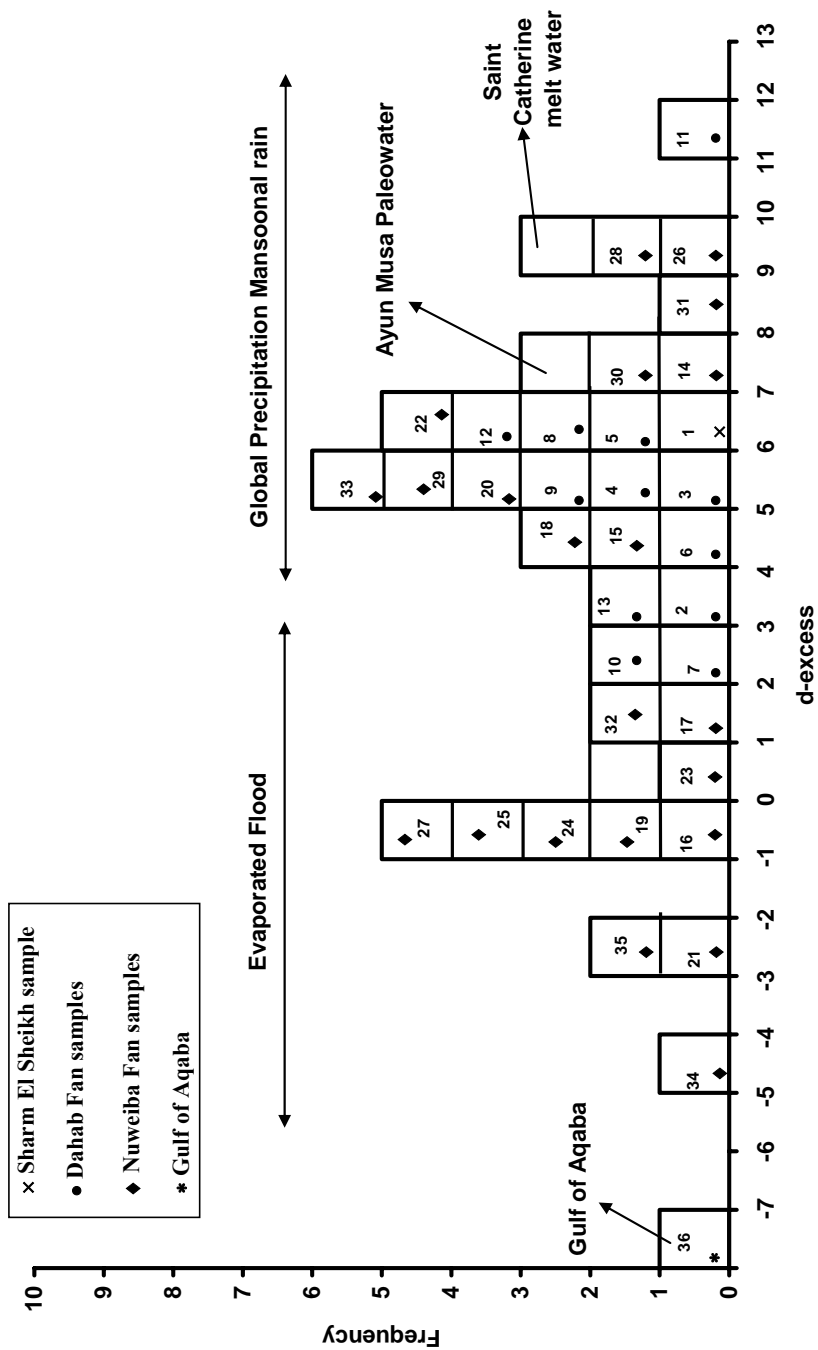 × Sharm El Sheikh sample
• Dahab Fan samples
◆ Nuweiba Fan samples
* Gulf of Aqaba
Evaporated Flood
Global Precipitation Mansoonal rain
Ayun Musa Paleowater
Saint
Catherine
melt water
Gulf of Aqaba
Frequency
10
9
8
7
6
5
4
3
2
1
0
33
27 29 22
25 20 12
24 18 9 8
35 19 32 10 13 15 4 5 30 28
36 34 21 16 23 17 7 2 6 3 1 14 31 26 11
-7 -6 -5 -4 -3 -2 -1 0 1 2 3 4 5 6 7 8 9 10 11 12 13
d-excess